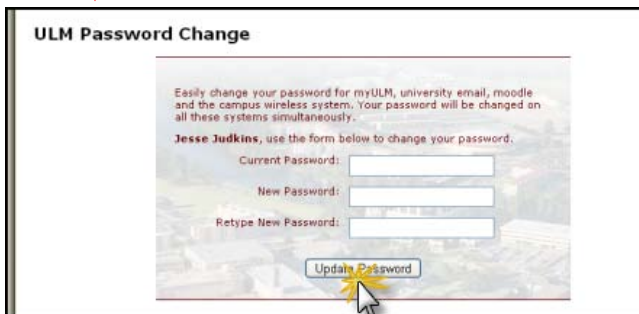 ULM Password Change
Easily change your password for myULM, university email, moodle
and the campus wireless system. Your password will be changed on
all these systems simultaneously.
Jesse Judkins, use the form below to change your password.
Current Password:
New Password:
Retype New Password:
Update Password